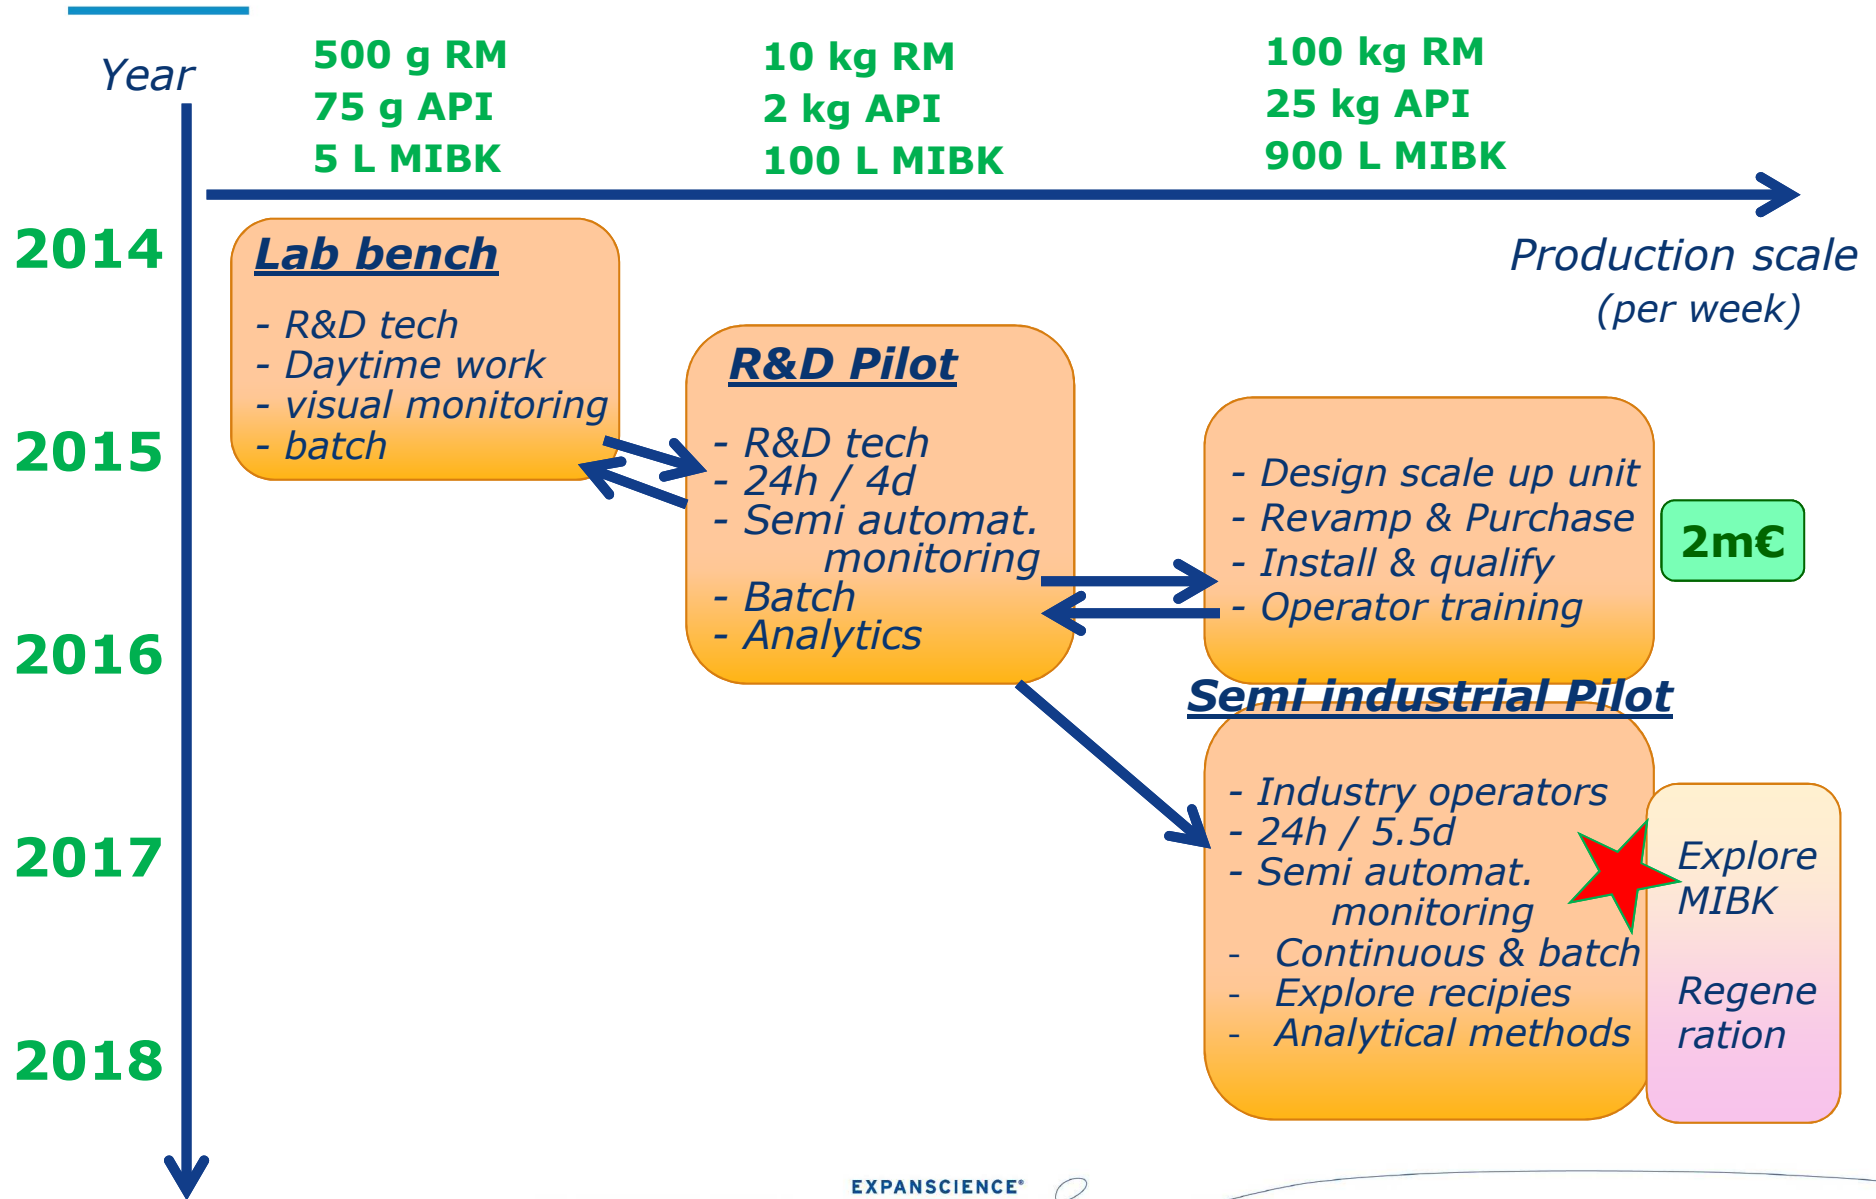 Year
500 g RM
75 g API
5 L MIBK
10 kg RM
2 kg API
100 L MIBK
100 kg RM
25 kg API
900 L MIBK
Production scale
(per week)
2014
2015
2016
2017
2018
Lab bench
- R&D tech
- Daytime work
- visual monitoring
- batch
R&D Pilot
- R&D tech
- 24h / 4d
- Semi automat.
monitoring
- Batch
- Analytics
- Design scale up unit
- Revamp & Purchase
- Install & qualify
- Operator training
2m€
Semi industrial Pilot
- Industry operators
- 24h / 5.5d
- Semi automat.
monitoring
- Continuous & batch
- Explore recipies
- Analytical methods
Explore
MIBK
Regene
ration
EXPANSCIENCE®